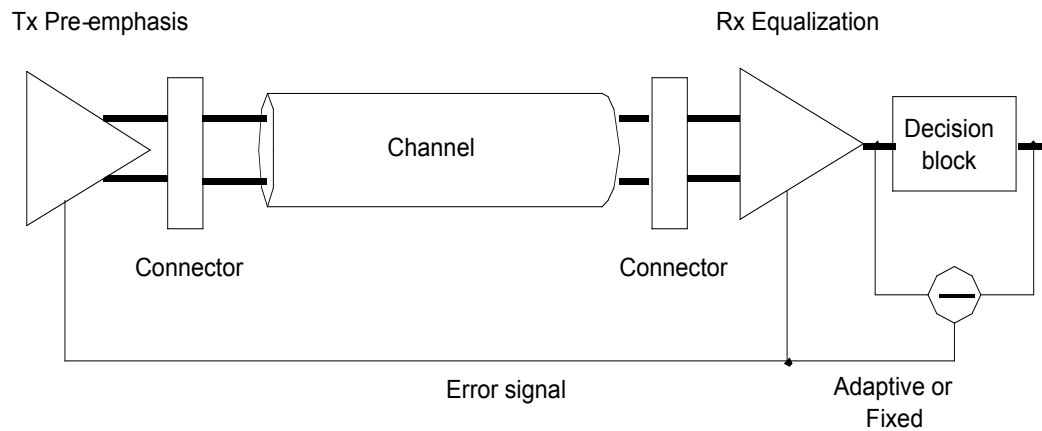 Tx Pre-emphasis
Rx Equalization
Channel
Decision
block
Connector
Connector
Error signal
Adaptive or
Fixed